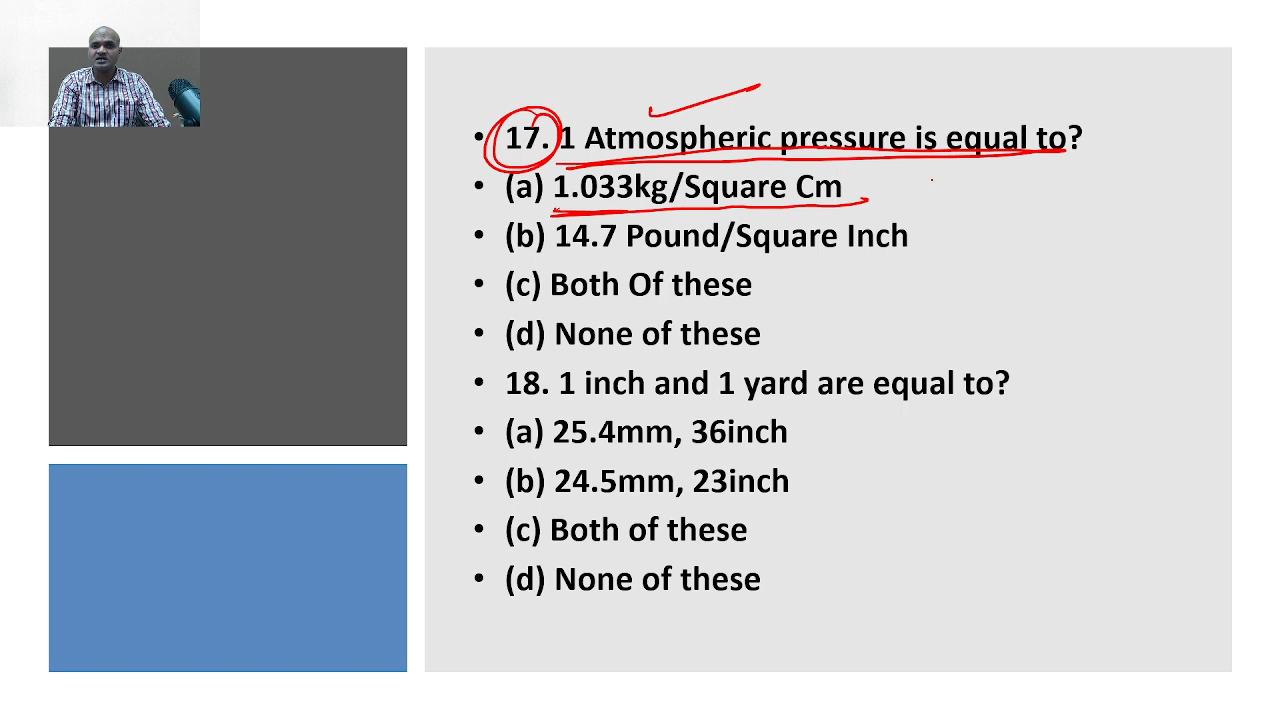 • 17. 1 Atmospheric pressure is equal to?
• (a) 1.033kg/Square Cm
• (b) 14.7 Pound/Square Inch
• (c) Both Of these
• (d) None of these
• 18. 1 inch and 1 yard are equal to?
• (a) 25.4mm, 36inch
• (b) 24.5mm, 23inch
• (c) Both of these
• (d) None of these